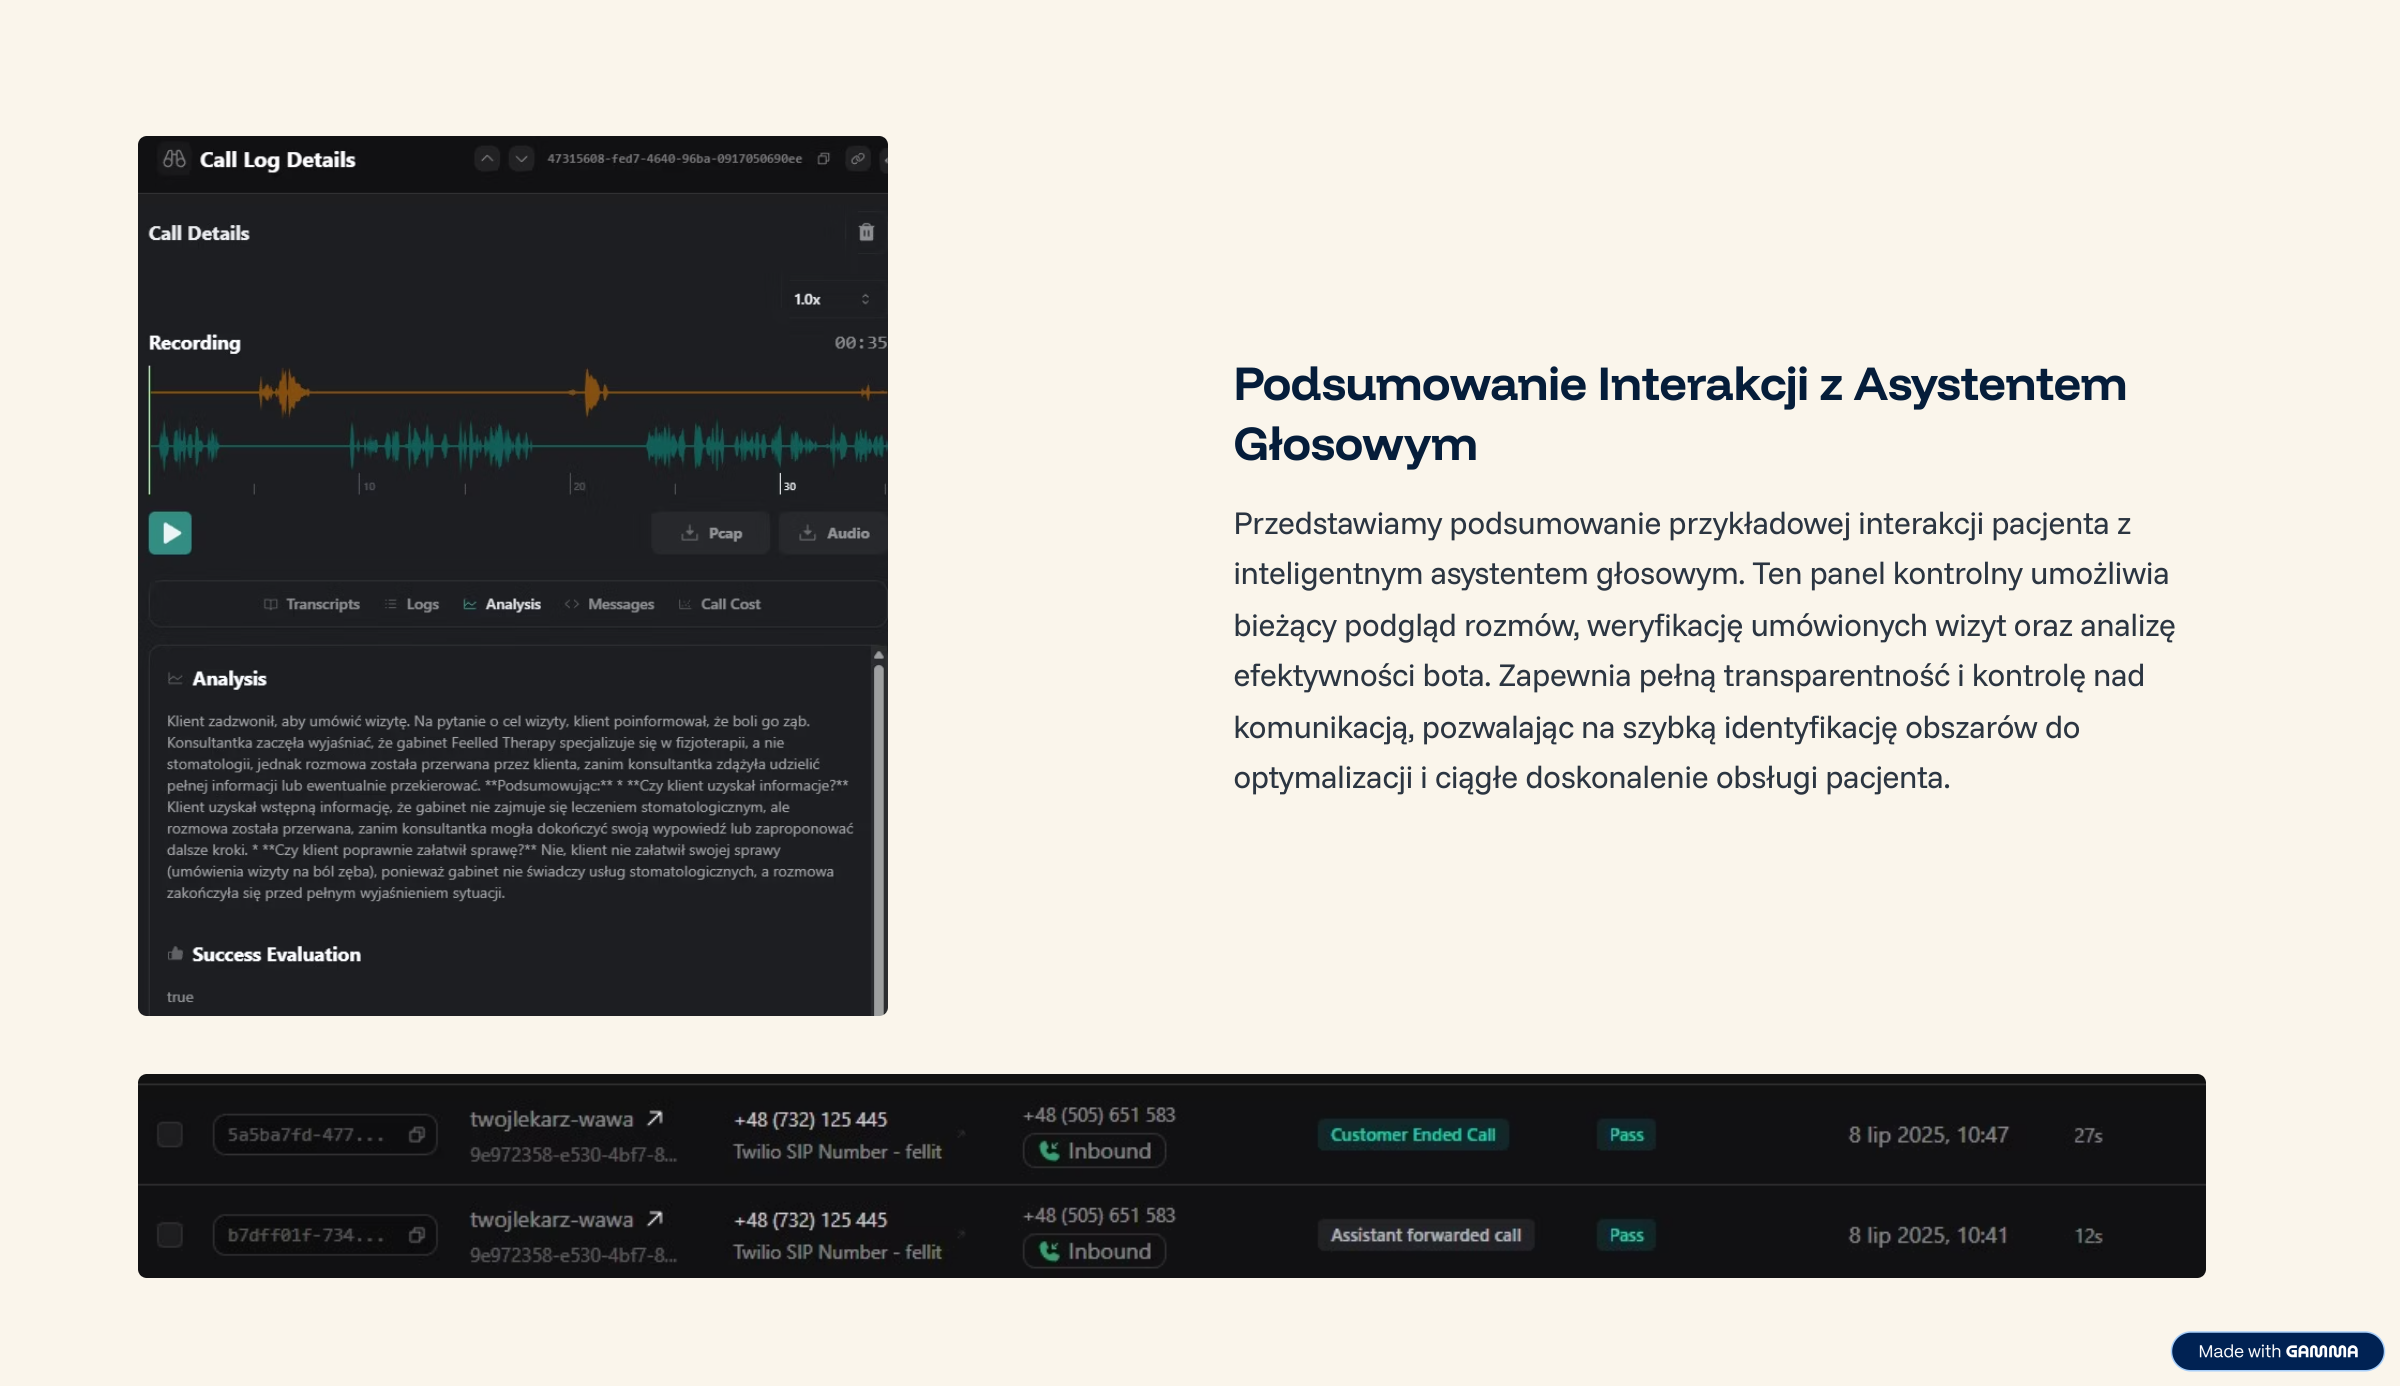 Call Log Details
47315608-fed7-4640-96ba-0917050690ee
Call Details
1.0x
Recording
00:35
10
20
30
Pcap
Audio
Transcripts
Logs
Analysis
Messages
Call Cost
Analysis
Klient zadzwonił, aby umówić wizytę. Na pytanie o cel wizyty, klient poinformował, że boli go ząb.
Konsultantka zaczęła wyjaśniać, że gabinet Feelled Therapy specjalizuje się w fizjoterapii, a nie
stomatologii, jednak rozmowa została przerwana przez klienta, zanim konsultantka zdążyła udzielić
pełnej informacji lub ewentualnie przekierować. **Podsumowując:** * **Czy klient uzyskał informacje?**
Klient uzyskał wstępną informację, że gabinet nie zajmuje się leczeniem stomatologicznym, ale
rozmowa została przerwana, zanim konsultantka mogła dokończyć swoją wypowiedź lub zaproponować
dalsze kroki. * **Czy klient poprawnie załatwił sprawę?** Nie, klient nie załatwił swojej sprawy
(umówienia wizyty na ból zęba), ponieważ gabinet nie świadczy usług stomatologicznych, a rozmowa
zakończyła się przed pełnym wyjaśnieniem sytuacji.
Success Evaluation
true
Podsumowanie Interakcji z Asystentem
Głosowym
Przedstawiamy podsumowanie przykładowej interakcji pacjenta z
inteligentnym asystentem głosowym. Ten panel kontrolny umożliwia
bieżący podgląd rozmów, weryfikację umówionych wizyt oraz analizę
efektywności bota. Zapewnia pełną transparentność i kontrolę nad
komunikacją, pozwalając na szybką identyfikację obszarów do
optymalizacji i ciągłe doskonalenie obsługi pacjenta.
5a5ba7fd-477...
twojlekarz-wawa
9e972358-e530-4bf7-8...
+48 (732) 125 445
Twilio SIP Number - fellit
+48 (505) 651 583
Inbound
Customer Ended Call
Pass
8 lip 2025, 10:47
27s
b7dff01f-734...
twojlekarz-wawa
9e972358-e530-4bf7-8...
+48 (732) 125 445
Twilio SIP Number - fellit
+48 (505) 651 583
Inbound
Assistant forwarded call
Pass
8 lip 2025, 10:41
12s
Made with GAMMA